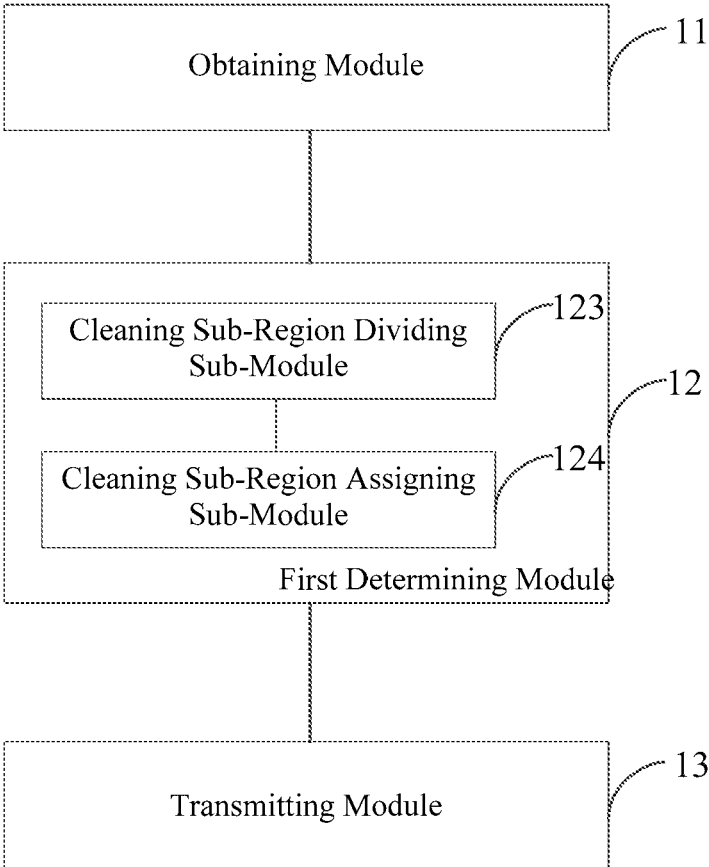 11
Obtaining Module
123
Cleaning Sub-Region Dividing
Sub-Module
12
124
Cleaning Sub-Region Assigning
Sub-Module
First Determining Module
13
Transmitting Module